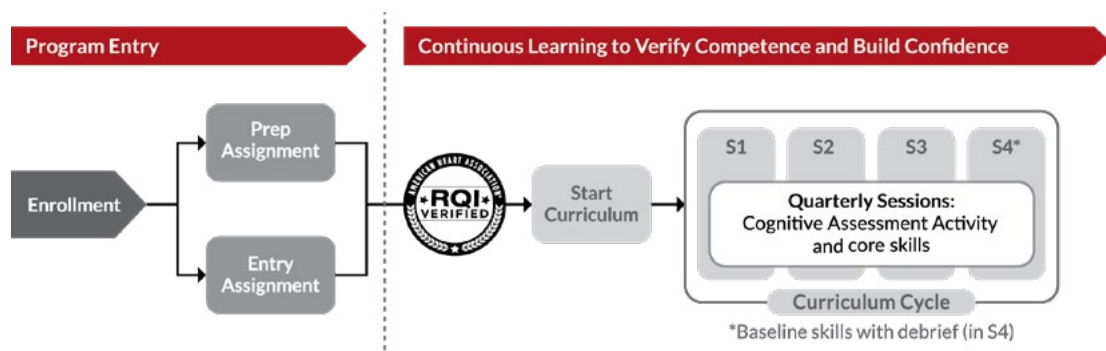 Program Entry
Continuous Learning to Verify Competence and Build Confidence
Enrollment
Prep
Assignment
Entry
Assignment
AMERICAN HEART ASSOCIATION
RQI
VERIFIED
Start
Curriculum
S1
S2
S3
S4*
Quarterly Sessions:
Cognitive Assessment Activity
and core skills
Curriculum Cycle
*Baseline skills with debrief (in S4)